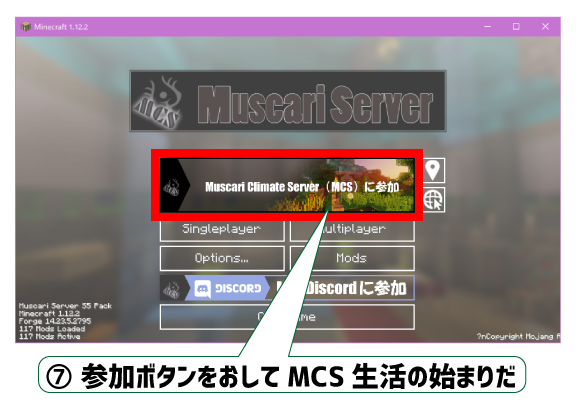 Minecraft 1.12.2
MCS Muscari Server
MCS Muscari Climate Server（MCS）に参加
Singleplayer
ultiplayer
Options... Mods
DISCORD Discordに参加
me
Muscari Server S5 Pack
Minecraft 1.12.2
Forge 14.23.5.2795
117 Mods Loaded
117 Mods Active
?nCopyright Mojang A
⑦ 参加ボタンをおして MCS 生活の始まりだ